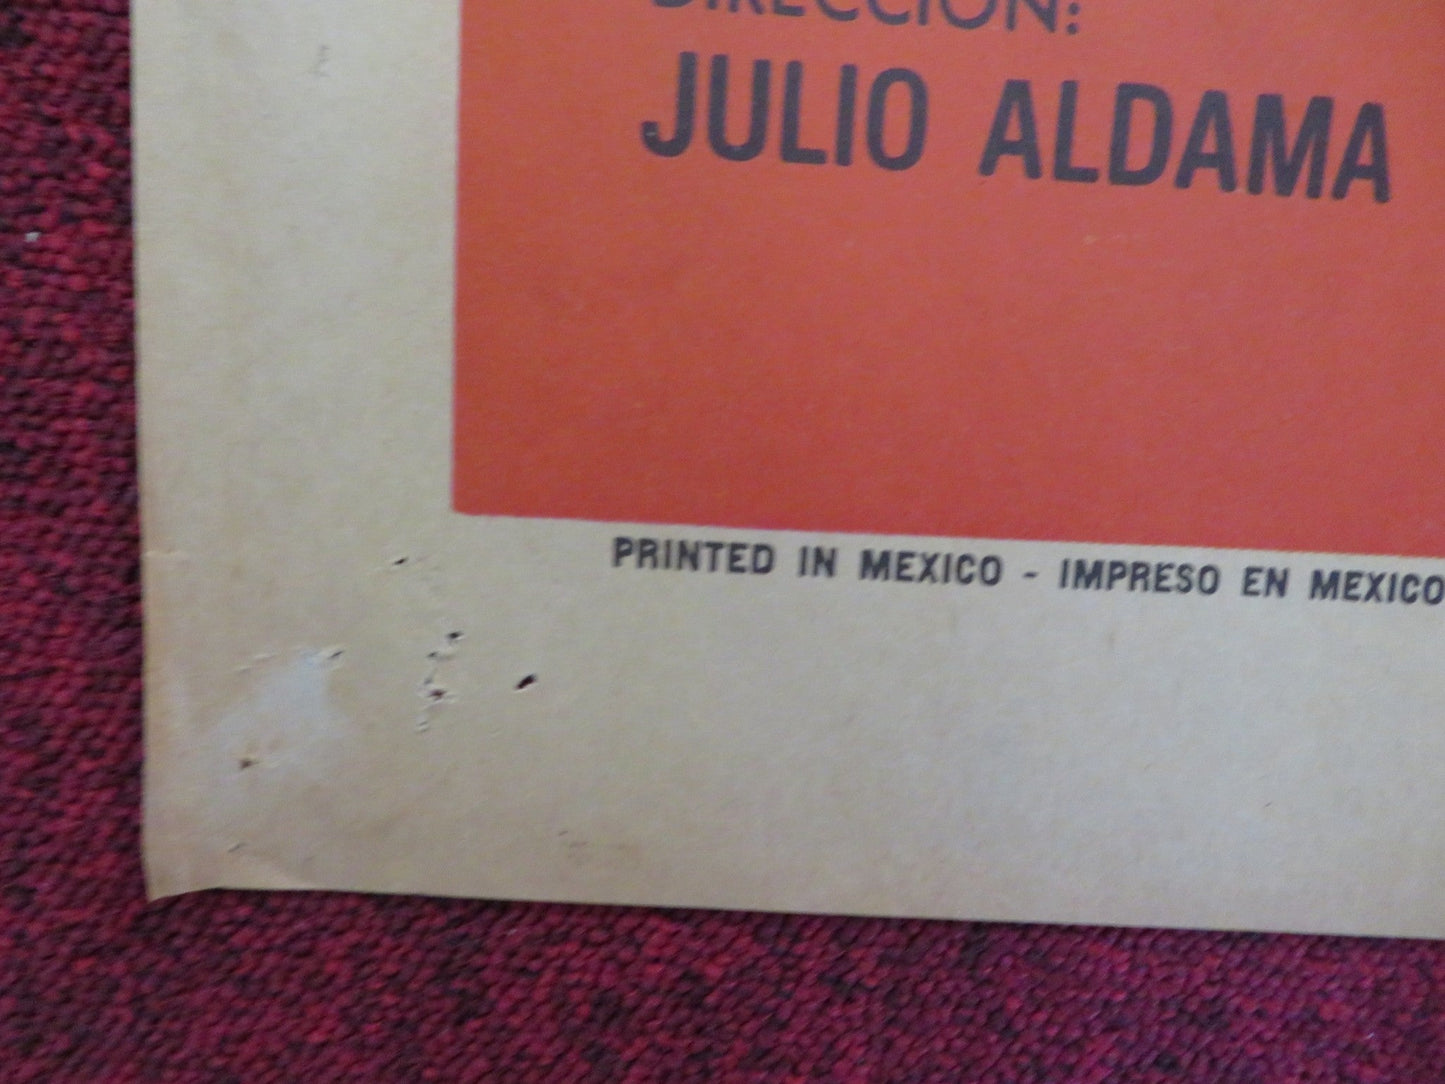 DIRECCION:
JULIO ALDAMA
PRINTED IN MEXICO - IMPRESO EN MEXICO